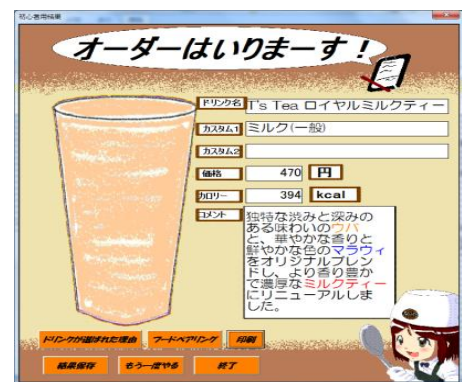 初心者用結果
オーダーはいりまーす！
ドリンク名 T's Tea ロイヤルミルクティー
カスタム1 ミルク(一般)
カスタム2
価格 470 円
カロリー 394 kcal
コメント
独特な渋みと深みの
ある味わいのウバ
と、華やかな香りと
鮮やかな色のマラウィ
をオリジナルブレン
ドし、より香り豊か
で濃厚なミルクティー
にリニューアルしま
した。
ドリンクが選ばれた理由 フードペアリング 印刷
結果保存 もう一度やる 終了